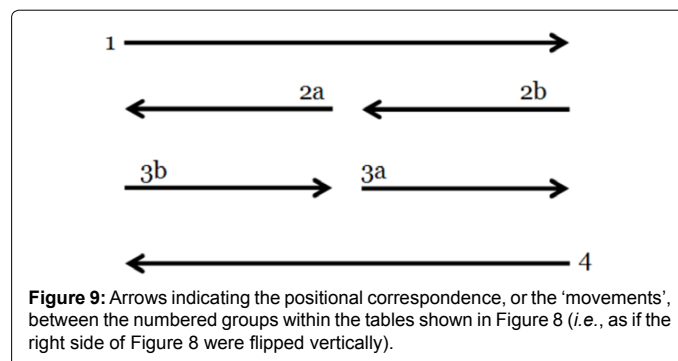 1
2a 2b
3b 3a
4
Figure 9: Arrows indicating the positional correspondence, or the ‘movements’,
between the numbered groups within the tables shown in Figure 8 (i.e., as if the
right side of Figure 8 were flipped vertically).